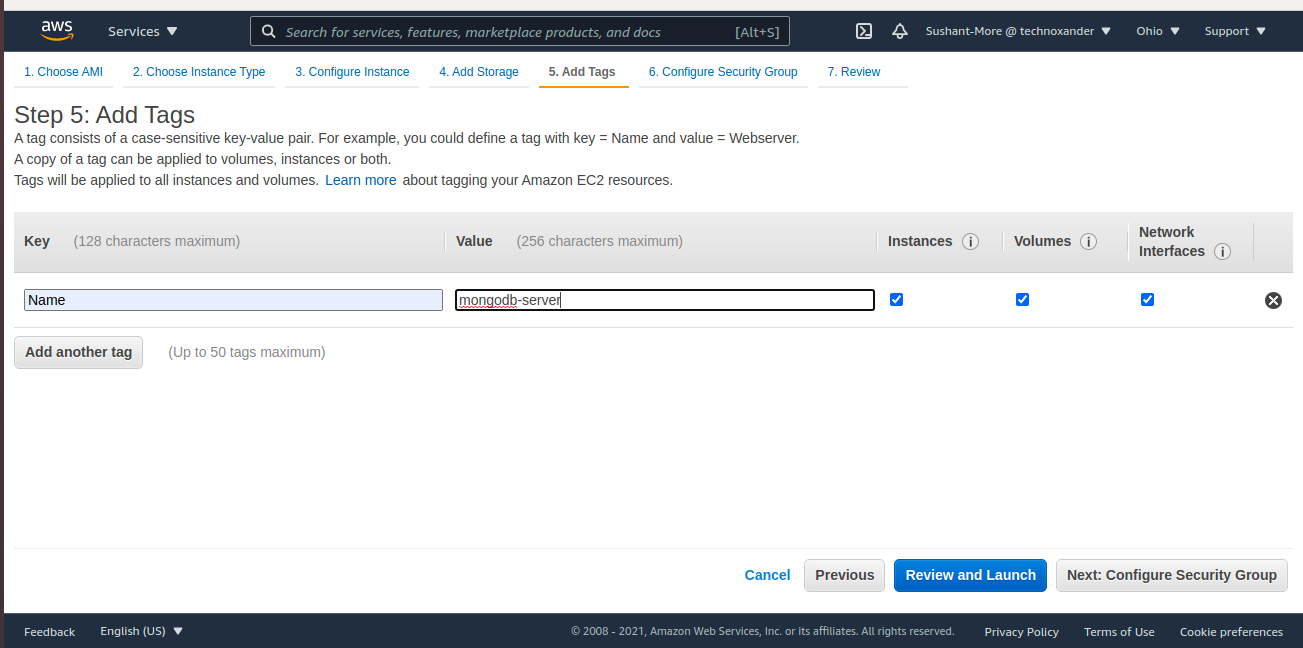 aws Services Search for services, features, marketplace products, and docs [Alt+S] Sushant-More @ technoxander Ohio Support
1. Choose AMI 2. Choose Instance Type 3. Configure Instance 4. Add Storage 5. Add Tags 6. Configure Security Group 7. Review
Step 5: Add Tags
A tag consists of a case-sensitive key-value pair. For example, you could define a tag with key = Name and value = Webserver.
A copy of a tag can be applied to volumes, instances or both.
Tags will be applied to all instances and volumes. Learn more about tagging your Amazon EC2 resources.
Key (128 characters maximum) Value (256 characters maximum) Instances i Volumes i Network
Interfaces i
Name mongodb-server
Add another tag (Up to 50 tags maximum)
Cancel Previous Review and Launch Next: Configure Security Group
Feedback English (US) © 2008 - 2021, Amazon Web Services, Inc. or its affiliates. All rights reserved. Privacy Policy Terms of Use Cookie preferences